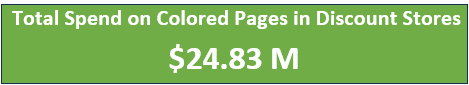 Total Spend on Colored Pages in Discount Stores
$24.83 M